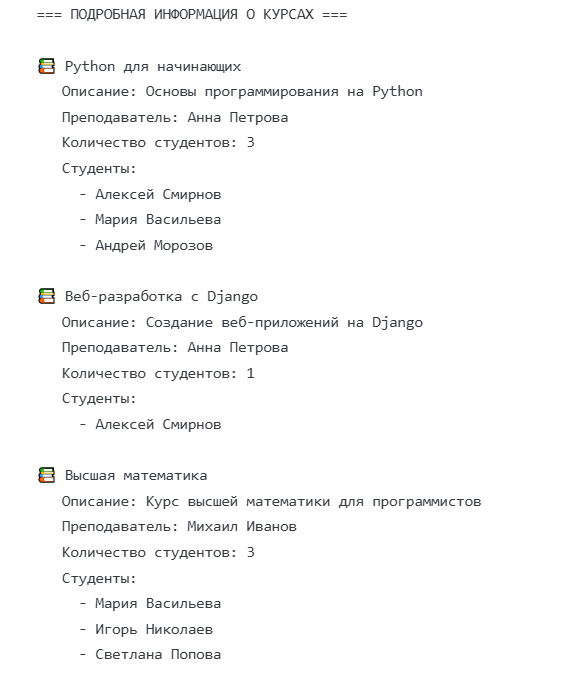 === ПОДРОБНАЯ ИНФОРМАЦИЯ О КУРСАХ ===
📚 Python для начинающих
Описание: Основы программирования на Python
Преподаватель: Анна Петрова
Количество студентов: 3
Студенты:
- Алексей Смирнов
- Мария Васильева
- Андрей Морозов
📚 Веб-разработка с Django
Описание: Создание веб-приложений на Django
Преподаватель: Анна Петрова
Количество студентов: 1
Студенты:
- Алексей Смирнов
📚 Высшая математика
Описание: Курс высшей математики для программистов
Преподаватель: Михаил Иванов
Количество студентов: 3
Студенты:
- Мария Васильева
- Игорь Николаев
- Светлана Попова